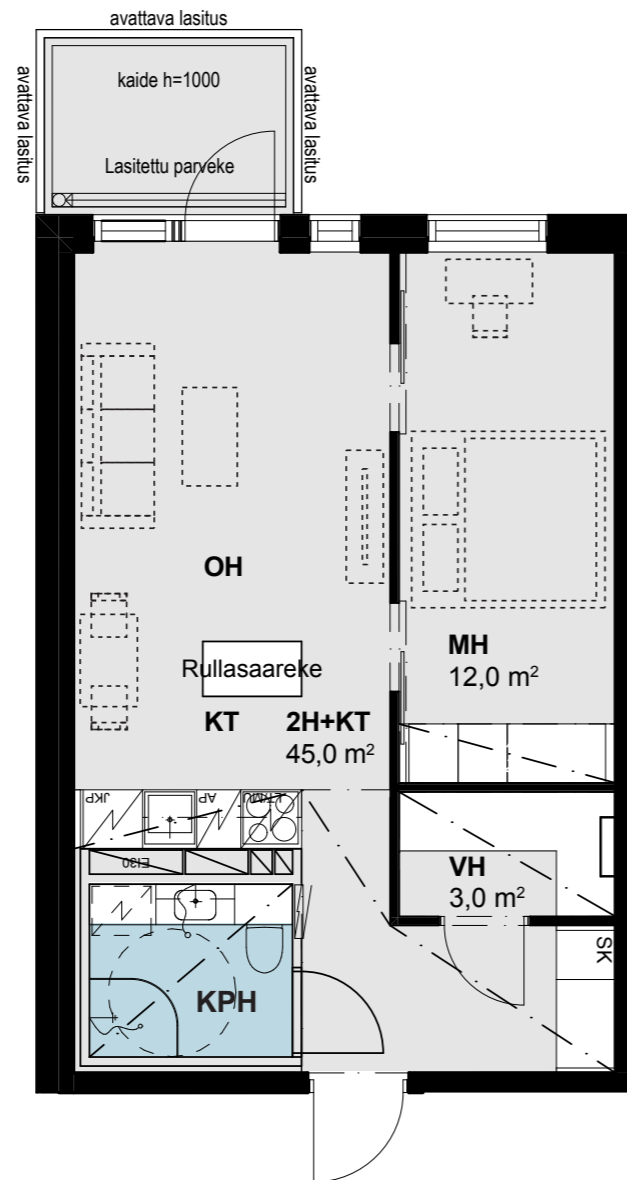 avattava lasitus
avattava lasitus
kaide h=1000
avattava lasitus
Lasitettu parveke
OH
MH
12,0 m²
Rullasaareke
KT
2H+KT
45,0 m²
JKP
AP
EI30
VH
3,0 m²
SK
KPH